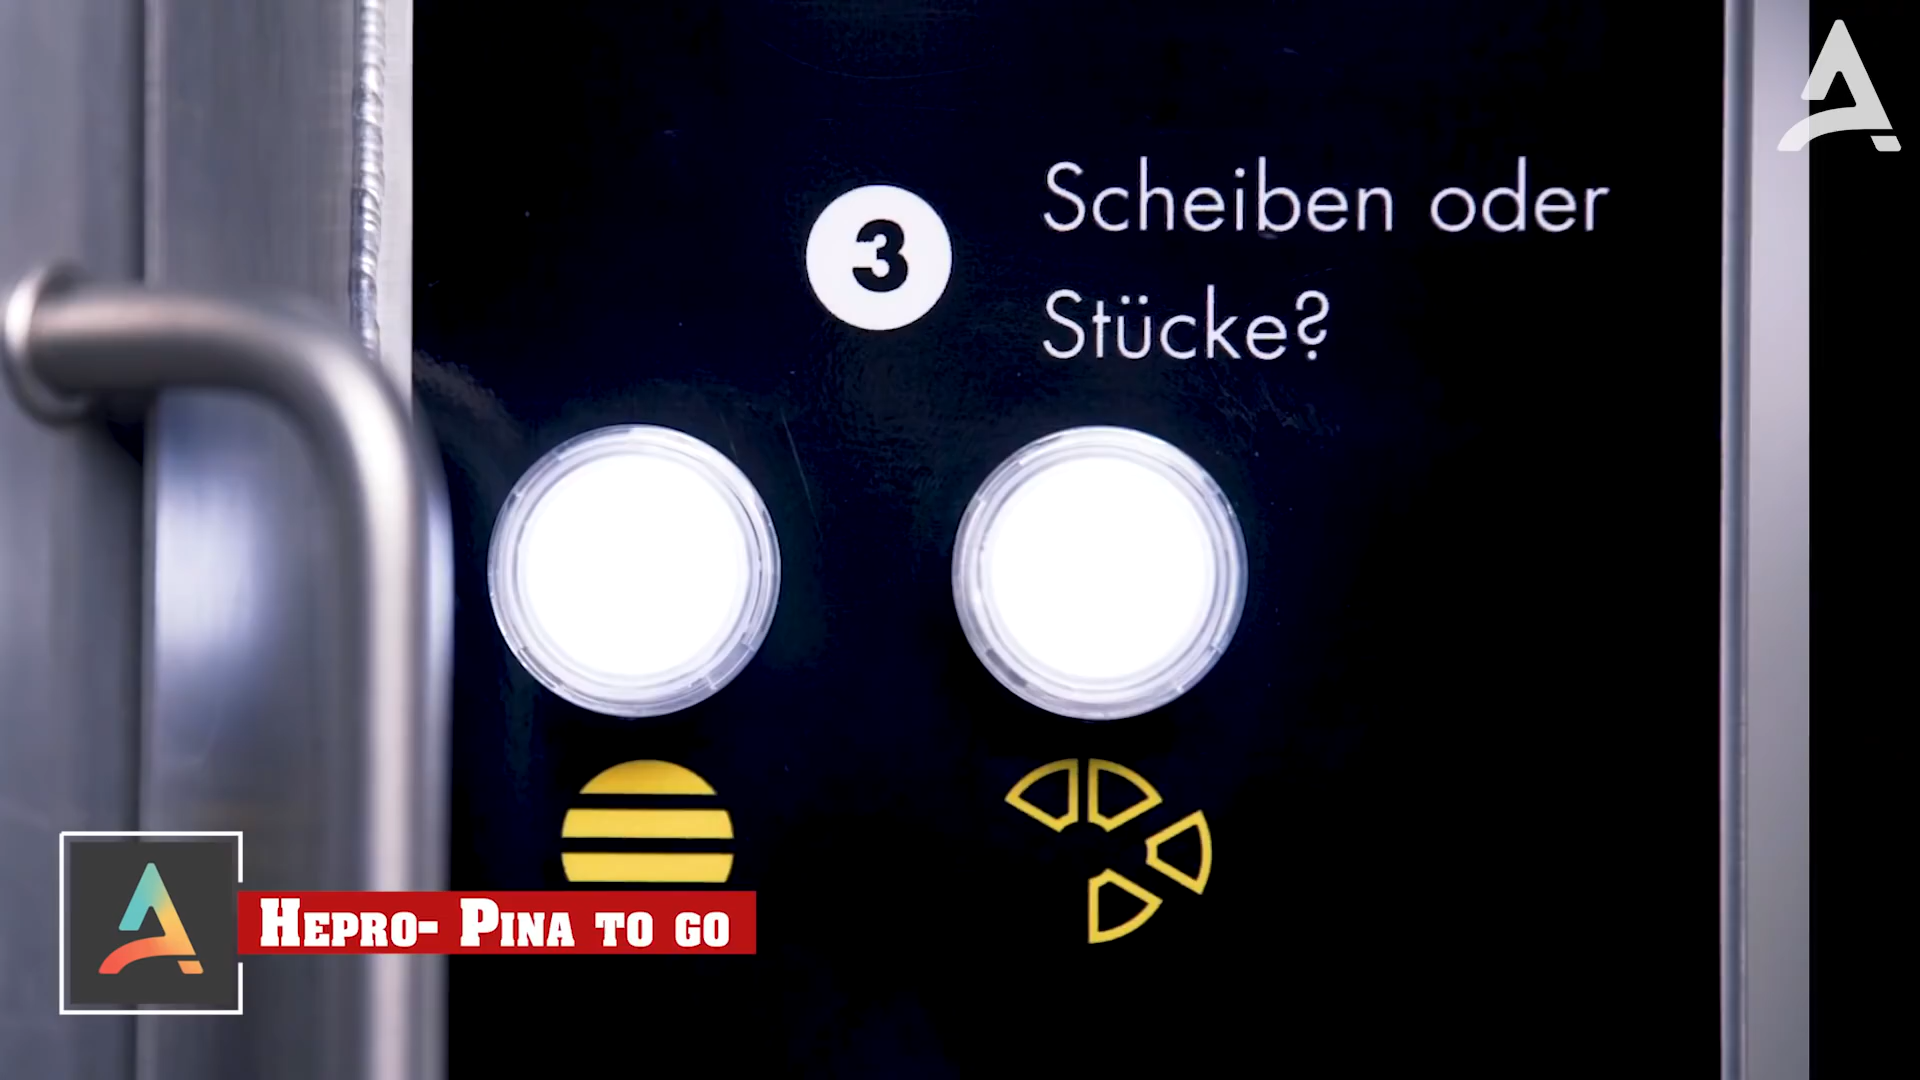 3
Scheiben oder
Stücke?
Hepro- Pina to go